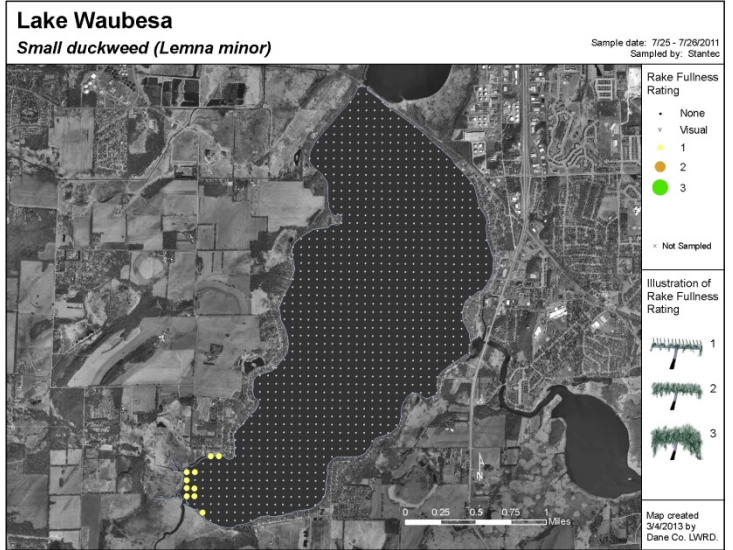 Lake Waubesa
Small duckweed (Lemna minor)
Sample date: 7/25 - 7/26/2011
Sampled by: Stantec
Rake Fullness
Rating
None
Visual
1
2
3
× Not Sampled
Illustration of
Rake Fullness
Rating
1
2
3
N
0 0.25 0.5 0.75 1
Miles
Map created
3/4/2013 by
Dane Co. LWRD.